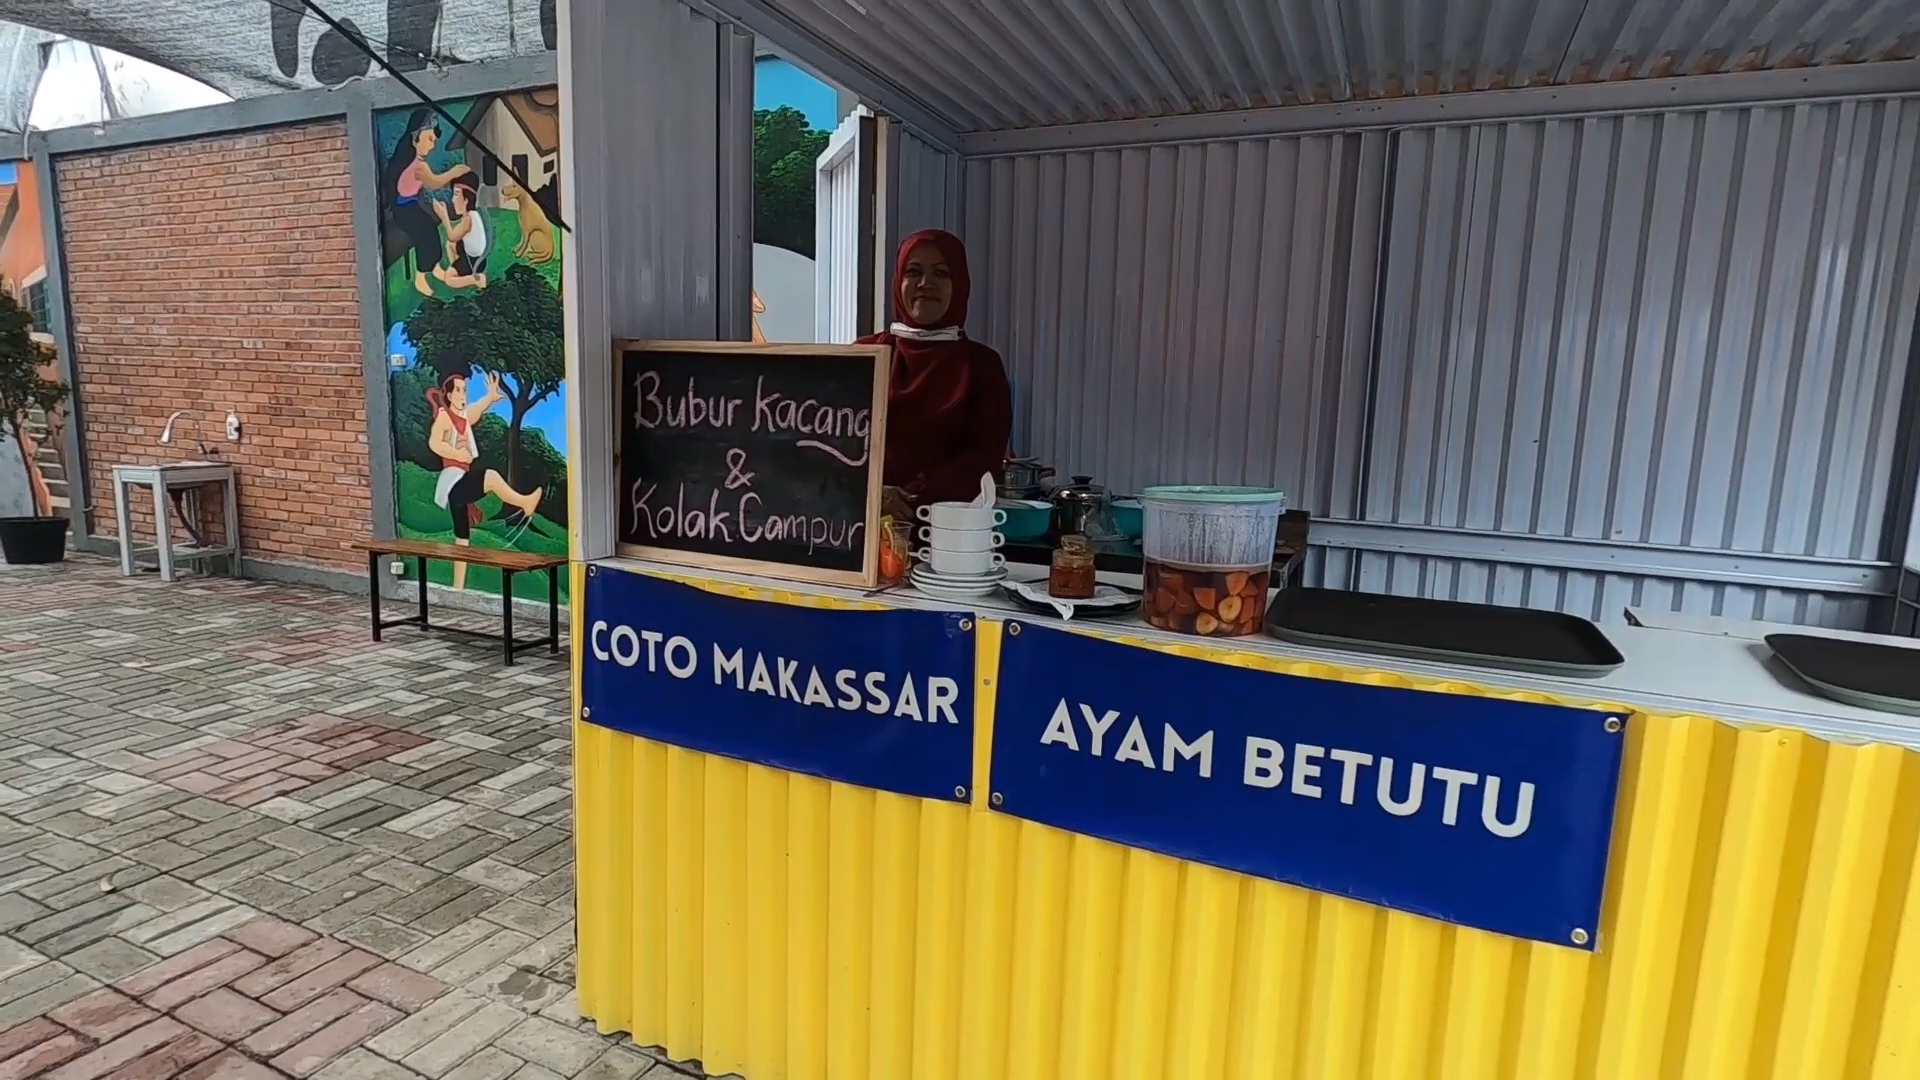 Bubur Kacang
&
Kolak Campur
COTO MAKASSAR
AYAM BETUTU